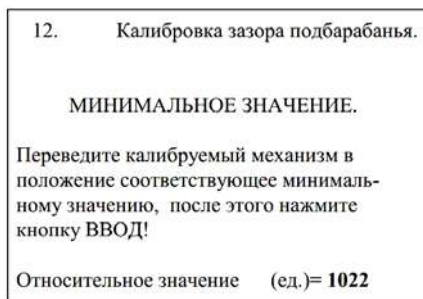 12. Калибровка зазора подбарабанья.
МИНИМАЛЬНОЕ ЗНАЧЕНИЕ.
Переведите калибруемый механизм в
положение соответствующее минималь-
ному значению, после этого нажмите
кнопку ВВОД!
Относительное значение (ед.)= 1022